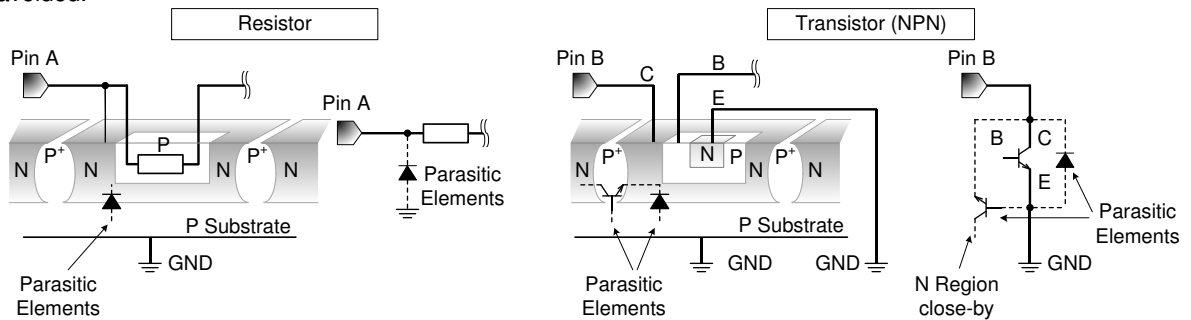 Resistor
Transistor (NPN)
Pin A
Pin A
P
N
P+
N
N
P+
N
Parasitic
Elements
P Substrate
GND
Parasitic
Elements
Pin B
C
B
E
N
P+
N
N
P
N
P+
N
P Substrate
GND
GND
Parasitic
Elements
Pin B
B
C
E
Parasitic
Elements
GND
N Region
close-by